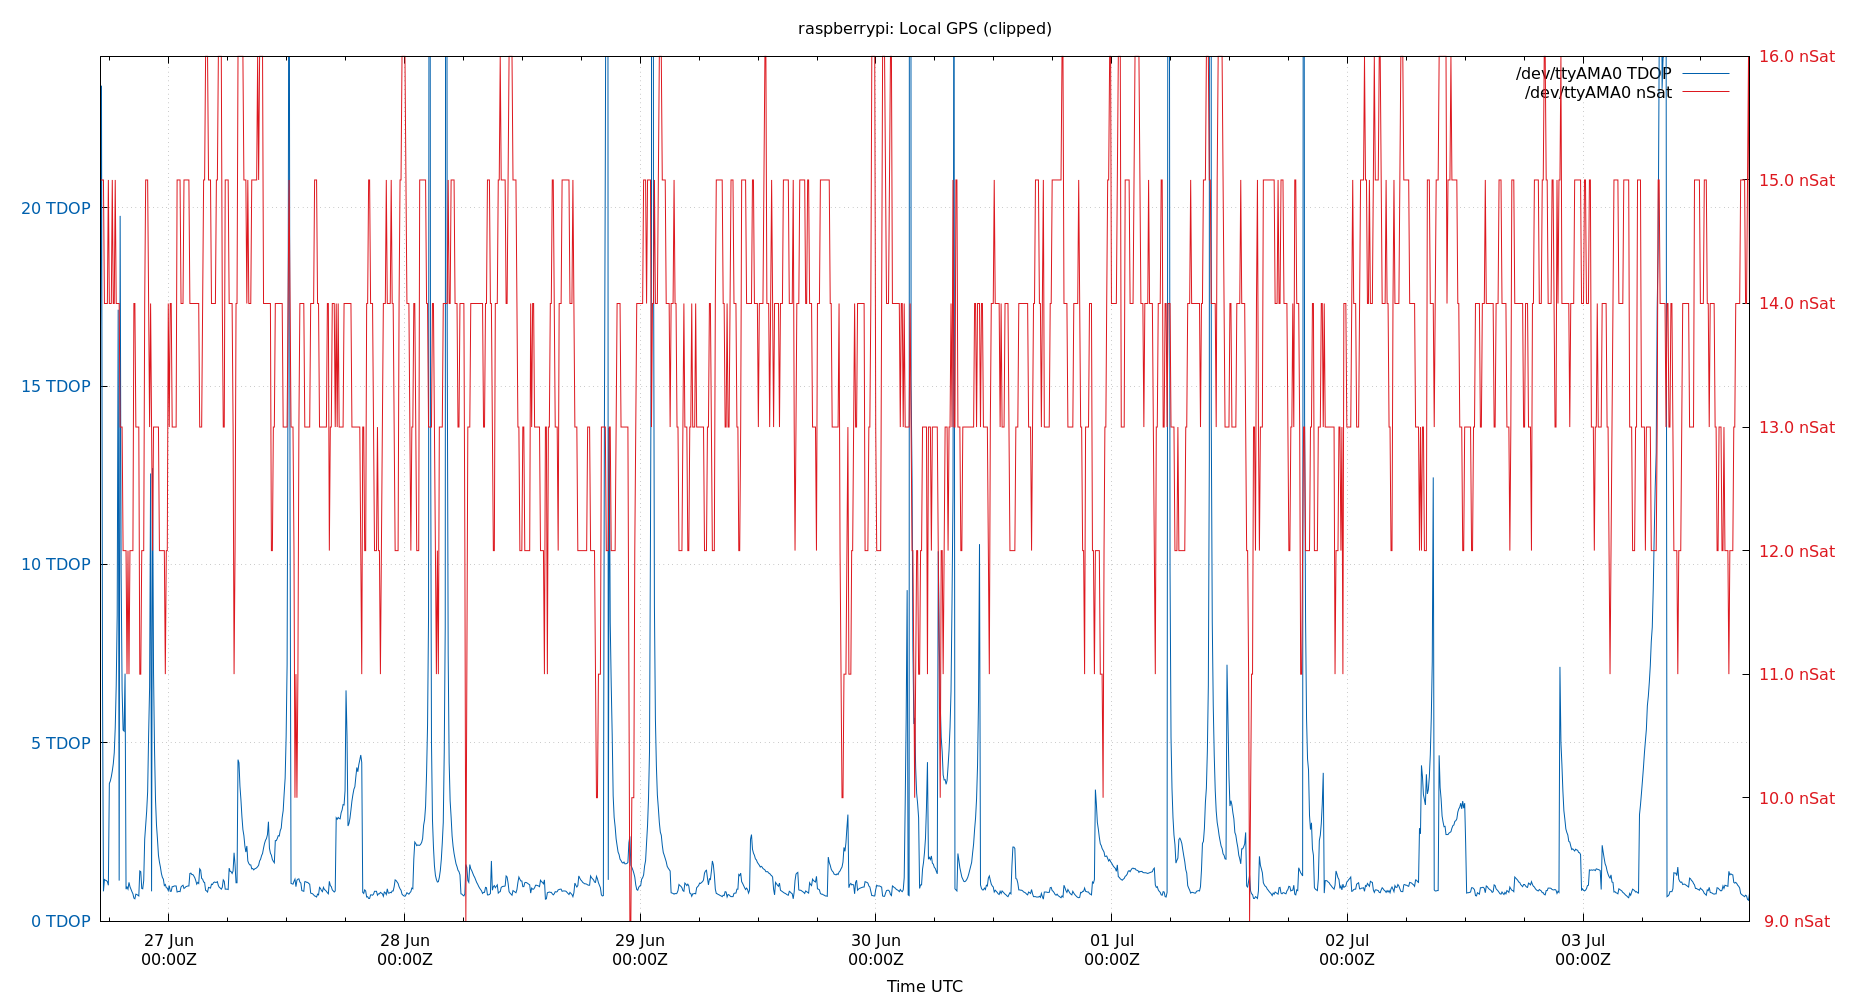 raspberrypi: Local GPS (clipped)
/dev/ttyAMA0 TDOP
/dev/ttyAMA0 nSat
20 TDOP
15 TDOP
10 TDOP
5 TDOP
0 TDOP
16.0 nSat
15.0 nSat
14.0 nSat
13.0 nSat
12.0 nSat
11.0 nSat
10.0 nSat
9.0 nSat
27 Jun
00:00Z
28 Jun
00:00Z
29 Jun
00:00Z
30 Jun
00:00Z
01 Jul
00:00Z
02 Jul
00:00Z
03 Jul
00:00Z
Time UTC